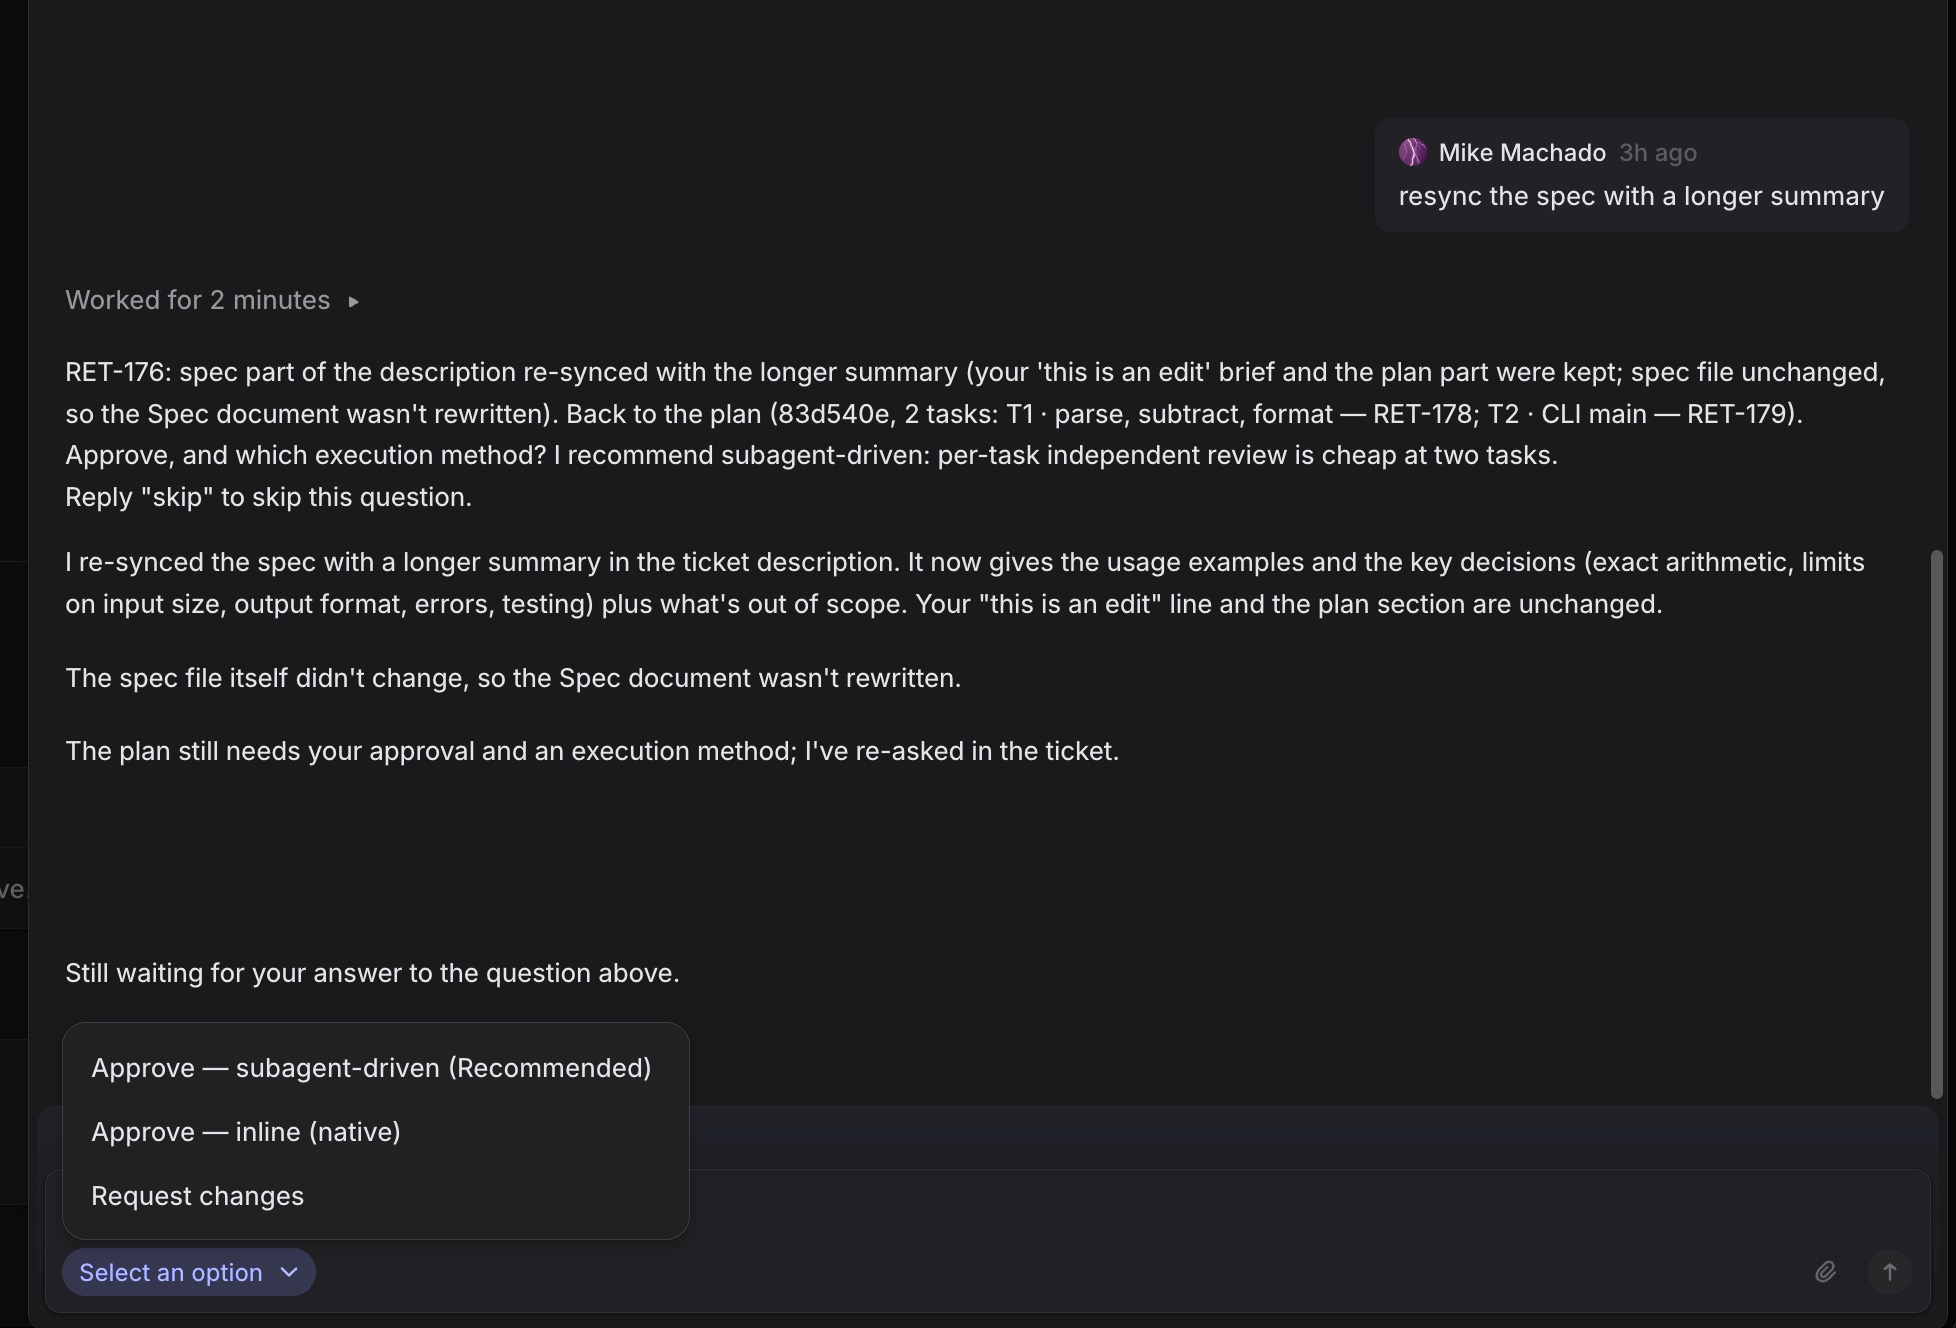 Mike Machado 3h ago
resync the spec with a longer summary
Worked for 2 minutes
RET-176: spec part of the description re-synced with the longer summary (your 'this is an edit' brief and the plan part were kept; spec file unchanged,
so the Spec document wasn't rewritten). Back to the plan (83d540e, 2 tasks: T1 · parse, subtract, format — RET-178; T2 · CLI main — RET-179).
Approve, and which execution method? I recommend subagent-driven: per-task independent review is cheap at two tasks.
Reply "skip" to skip this question.
I re-synced the spec with a longer summary in the ticket description. It now gives the usage examples and the key decisions (exact arithmetic, limits
on input size, output format, errors, testing) plus what's out of scope. Your "this is an edit" line and the plan section are unchanged.
The spec file itself didn't change, so the Spec document wasn't rewritten.
The plan still needs your approval and an execution method; I've re-asked in the ticket.
ve.
Still waiting for your answer to the question above.
Approve — subagent-driven (Recommended)
Approve — inline (native)
Request changes
Select an option